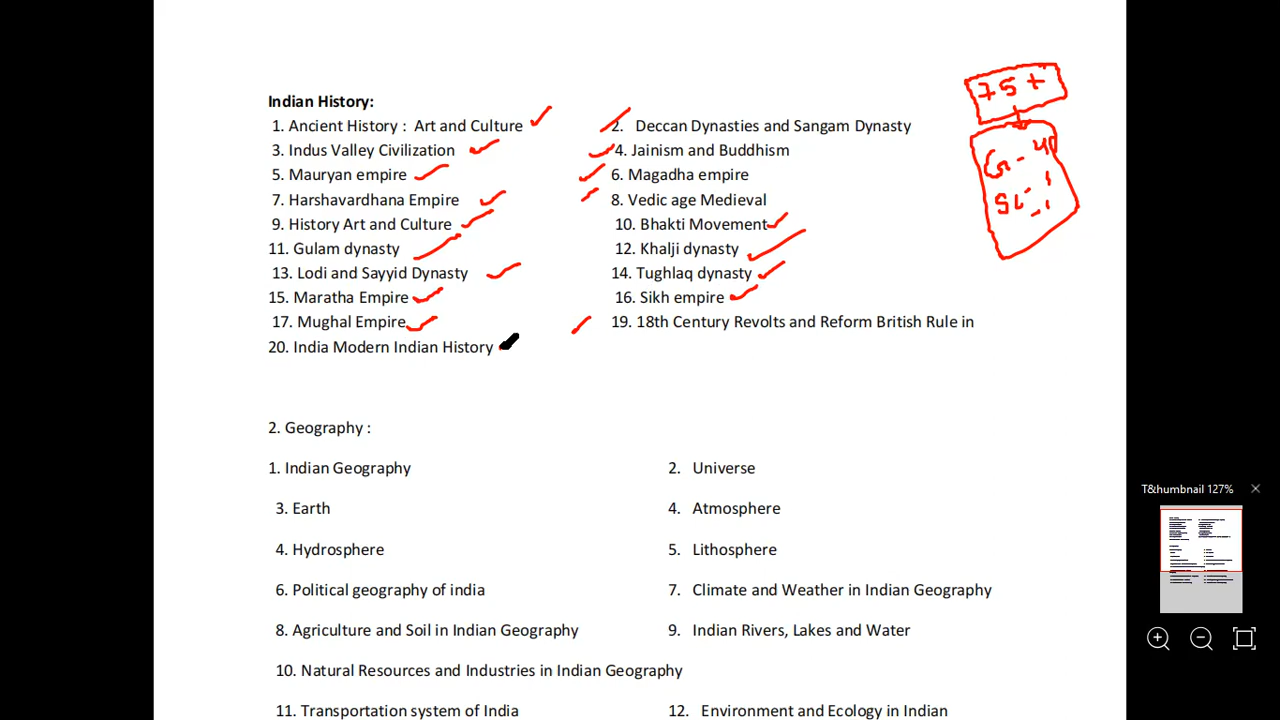 Indian History:
1. Ancient History : Art and Culture
2. Deccan Dynasties and Sangam Dynasty
3. Indus Valley Civilization
4. Jainism and Buddhism
5. Mauryan empire
6. Magadha empire
7. Harshavardhana Empire
8. Vedic age Medieval
9. History Art and Culture
10. Bhakti Movement
11. Gulam dynasty
12. Khalji dynasty
13. Lodi and Sayyid Dynasty
14. Tughlaq dynasty
15. Maratha Empire
16. Sikh empire
17. Mughal Empire
19. 18th Century Revolts and Reform British Rule in
20. India Modern Indian History
75+
2. Geography :
1. Indian Geography
2. Universe
3. Earth
4. Atmosphere
4. Hydrosphere
5. Lithosphere
6. Political geography of india
7. Climate and Weather in Indian Geography
8. Agriculture and Soil in Indian Geography
9. Indian Rivers, Lakes and Water
10. Natural Resources and Industries in Indian Geography
11. Transportation system of India
12. Environment and Ecology in Indian
T&humbnail 127%